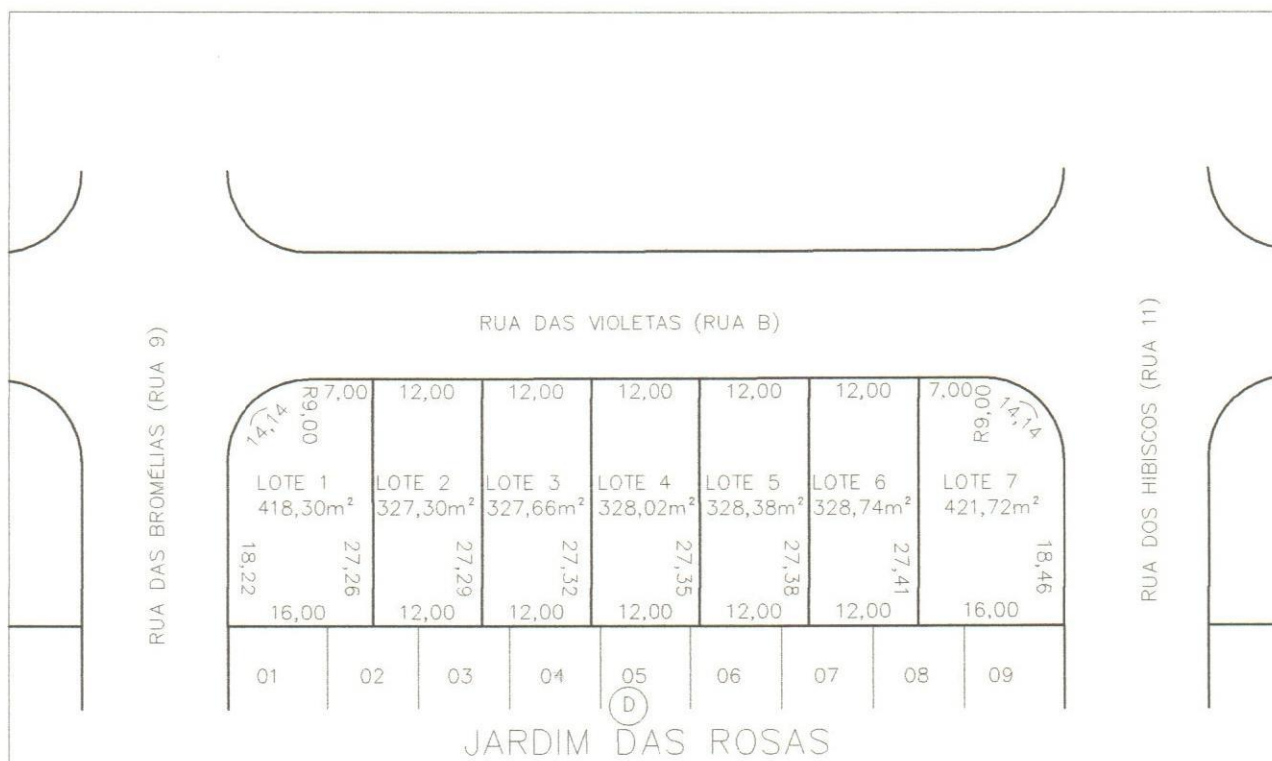 RUA DAS VIOLETAS (RUA B)
RUA DAS BROMÉLIAS (RUA 9)
RUA DOS HIBISCOS (RUA 11)
7,00
12,00
12,00
12,00
12,00
12,00
7,00
R9,00
14,14
R9,00
14,14
LOTE 1
418,30m²
LOTE 2
327,30m²
LOTE 3
327,66m²
LOTE 4
328,02m²
LOTE 5
328,38m²
LOTE 6
328,74m²
LOTE 7
421,72m²
18,22
27,26
27,29
27,32
27,35
27,38
27,41
18,46
16,00
12,00
12,00
12,00
12,00
12,00
16,00
01
02
03
04
05
06
07
08
09
D
JARDIM DAS ROSAS